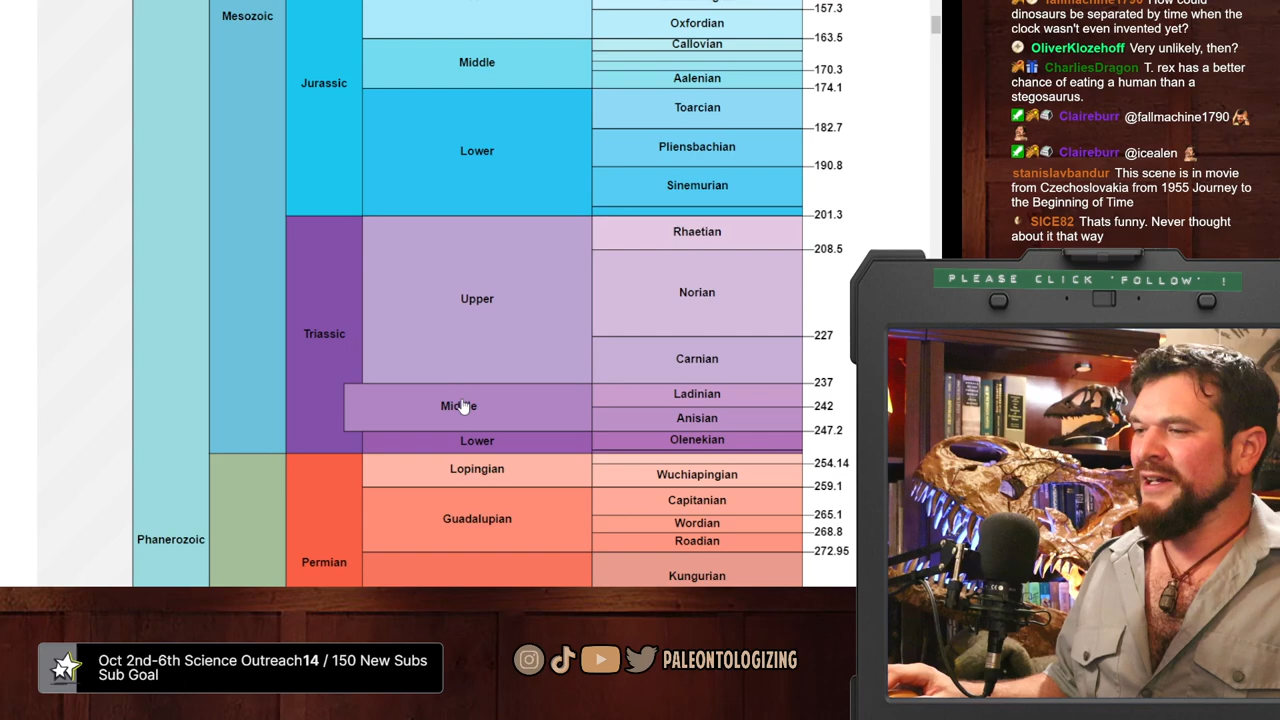 Mesozoic
Jurassic
Middle
Lower
Oxfordian
Callovian
Aalenian
Toarcian
Pliensbachian
Sinemurian
157.3
163.5
170.3
174.1
182.7
190.8
201.3
Triassic
Upper
Middle
Lower
Rhaetian
Norian
Carnian
Ladinian
Anisian
Olenekian
208.5
227
237
242
247.2
Phanerozoic
Permian
Lopingian
Guadalupian
Wuchiapingian
Capitanian
Wordian
Roadian
Kungurian
254.14
259.1
265.1
268.8
272.95
fallmachine1790 How could
dinosaurs be separated by time when the
clock wasn't even invented yet?
OliverKlozehoff Very unlikely, then?
CharliesDragon T. rex has a better
chance of eating a human than a
stegosaurus.
Claireburr @fallmachine1790
Claireburr @icealen
stanislavbandur This scene is in movie
from Czechoslovakia from 1955 Journey to
the Beginning of Time
SICE82 Thats funny. Never thought
about it that way
PLEASE CLICK 'FOLLOW' !
Oct 2nd-6th Science Outreach14 / 150 New Subs
Sub Goal
PALEONTOLOGIZING